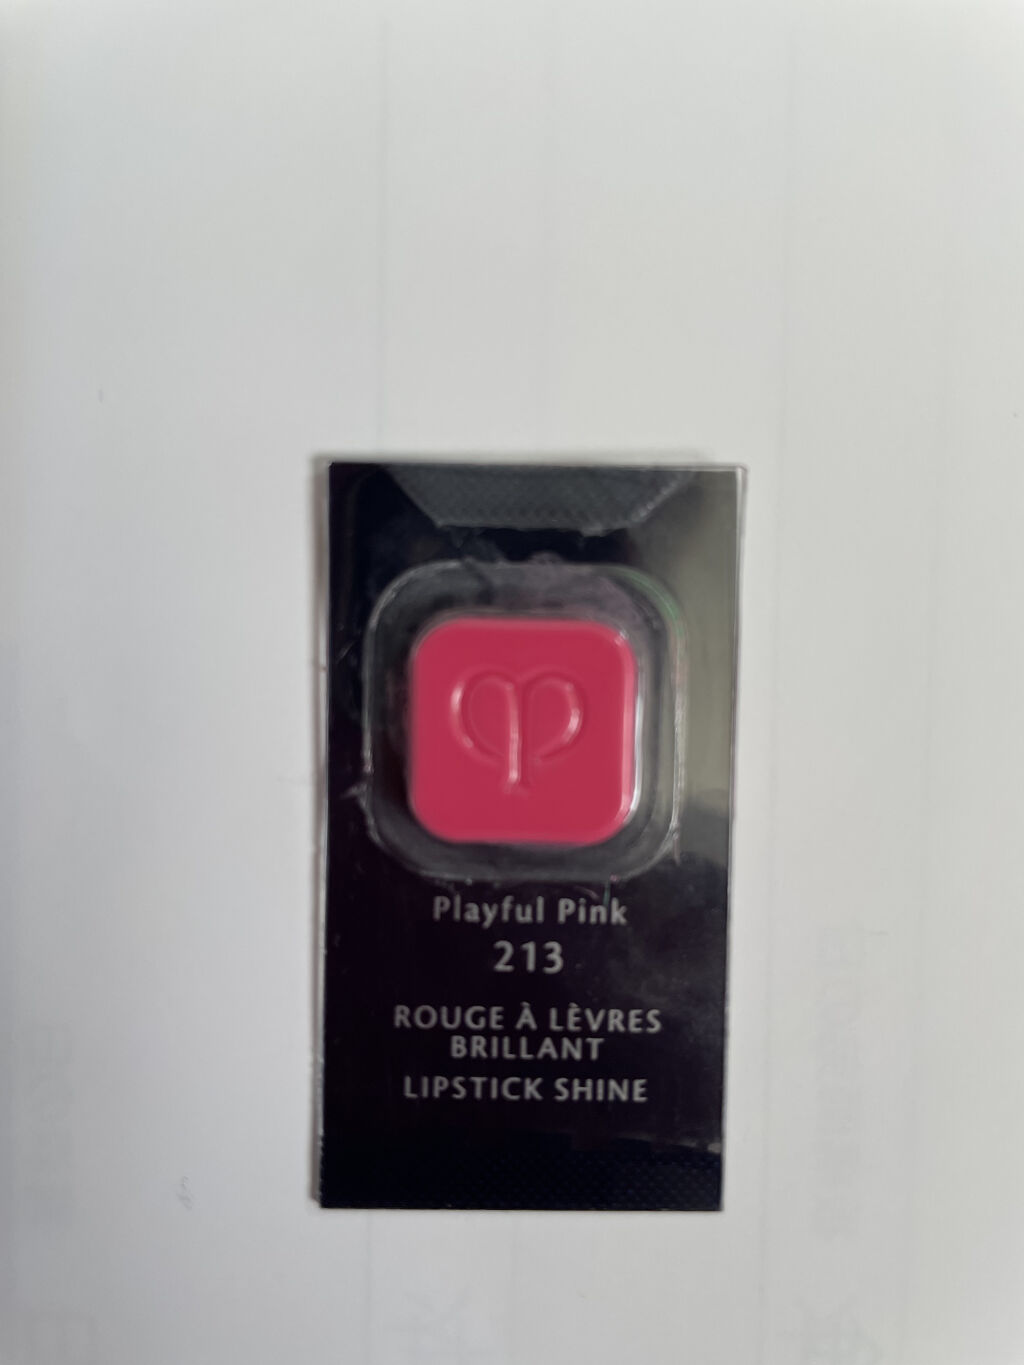 Playful Pink
213
ROUGE À LÈVRES
BRILLANT
LIPSTICK SHINE